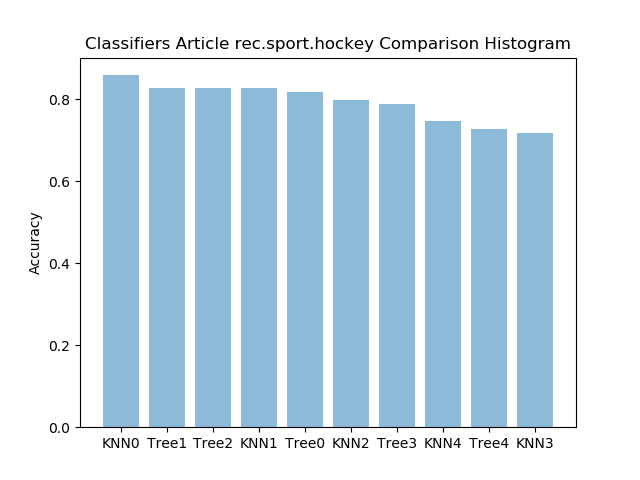 Classifiers Article rec.sport.hockey Comparison Histogram
Accuracy
0.8
0.6
0.4
0.2
0.0
KNN0 Tree1 Tree2 KNN1 Tree0 KNN2 Tree3 KNN4 Tree4 KNN3